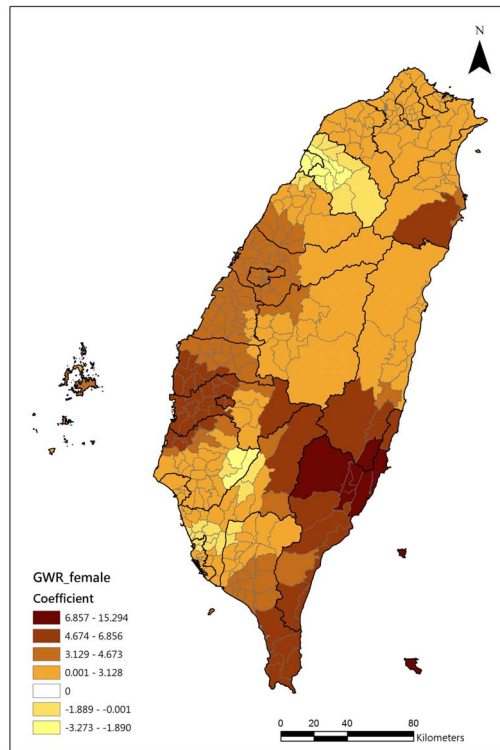 N
GWR_female
Coefficient
6.857 - 15.294
4.674 - 6.856
3.129 - 4.673
0.001 - 3.128
0
-1.889 - -0.001
-3.273 - -1.890
0 20 40 80
Kilometers